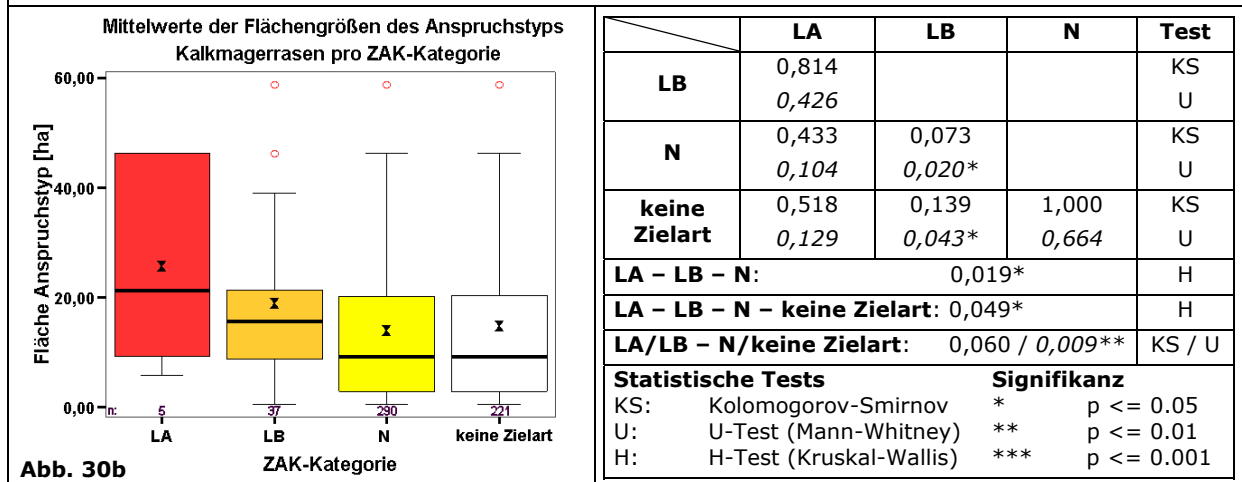 Mittelwerte der Flächengrößen des Anspruchstyps
Kalkmagerrasen pro ZAK-Kategorie
Fläche Anspruchstyp [ha]
60,00
40,00
20,00
0,00
n: 5 37 290 221
LA LB N keine Zielart
ZAK-Kategorie
Abb. 30b
LA LB N Test
LB 0,814 KS
0,426 U
N 0,433 0,073 KS
0,104 0,020* U
keine 0,518 0,139 1,000 KS
Zielart 0,129 0,043* 0,664 U
LA – LB – N: 0,019* H
LA – LB – N – keine Zielart: 0,049* H
LA/LB – N/keine Zielart: 0,060 / 0,009** KS / U
Statistische Tests Signifikanz
KS: Kolomogorov-Smirnov * p <= 0.05
U: U-Test (Mann-Whitney) ** p <= 0.01
H: H-Test (Kruskal-Wallis) *** p <= 0.001